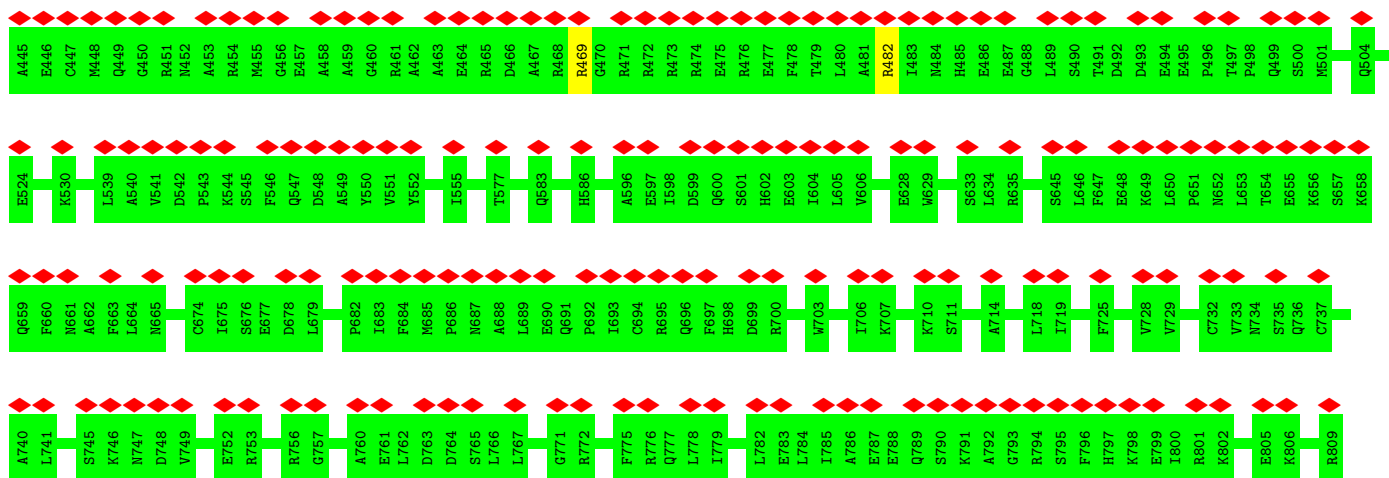 A445 E446 C447 M448 Q449 G450 R451 N452 A453 R454 M455 G456 E457 A458 A459 G460 R461 A462 A463 E464 R465 D466 A467 R468 R469 G470 R471 R472 R473 R474 E475 R476 E477 F478 T479 L480 A481 R482 I483 N484 H485 E486 E487 G488 L489 S490 T491 D492 D493 E494 E495 P496 T497 P498 Q499 S500 M501 Q504
E524 K530 L539 A540 V541 D542 P543 K544 S545 F546 Q547 D548 A549 Y550 V551 Y552 I555 T577 Q583 H586 A596 E597 I598 D599 Q600 S601 H602 E603 I604 L605 V606 E628 W629 S633 L634 R635 S645 L646 F647 E648 K649 L650 P651 N652 L653 T654 E655 K656 S657 K658
Q659 F660 N661 A662 F663 L664 N665 C674 I675 S676 E677 D678 L679 P682 I683 F684 M685 P686 N687 A688 L689 E690 Q691 P692 I693 C694 R695 Q696 F697 H698 D699 R700 W703 I706 K707 K710 S711 A714 L718 I719 F725 V728 V729 C732 V733 N734 S735 Q736 C737
A740 L741 S745 K746 N747 D748 V749 E752 R753 R756 G757 A760 E761 L762 D763 D764 S765 L766 L767 G771 R772 F775 R776 Q777 L778 I779 L782 E783 L784 I785 A786 E787 E788 Q789 S790 K791 A792 G793 R794 S795 F796 H797 K798 E799 I800 R801 K802 E805 K806 R809